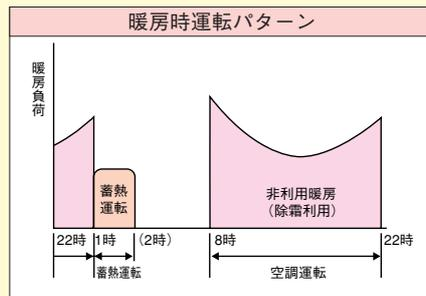 暖房時運転パターン
暖房負荷
蓄熱
運転
非利用暖房
（除霜利用）
22時 1時 （2時） 8時 22時
蓄熱運転 空調運転